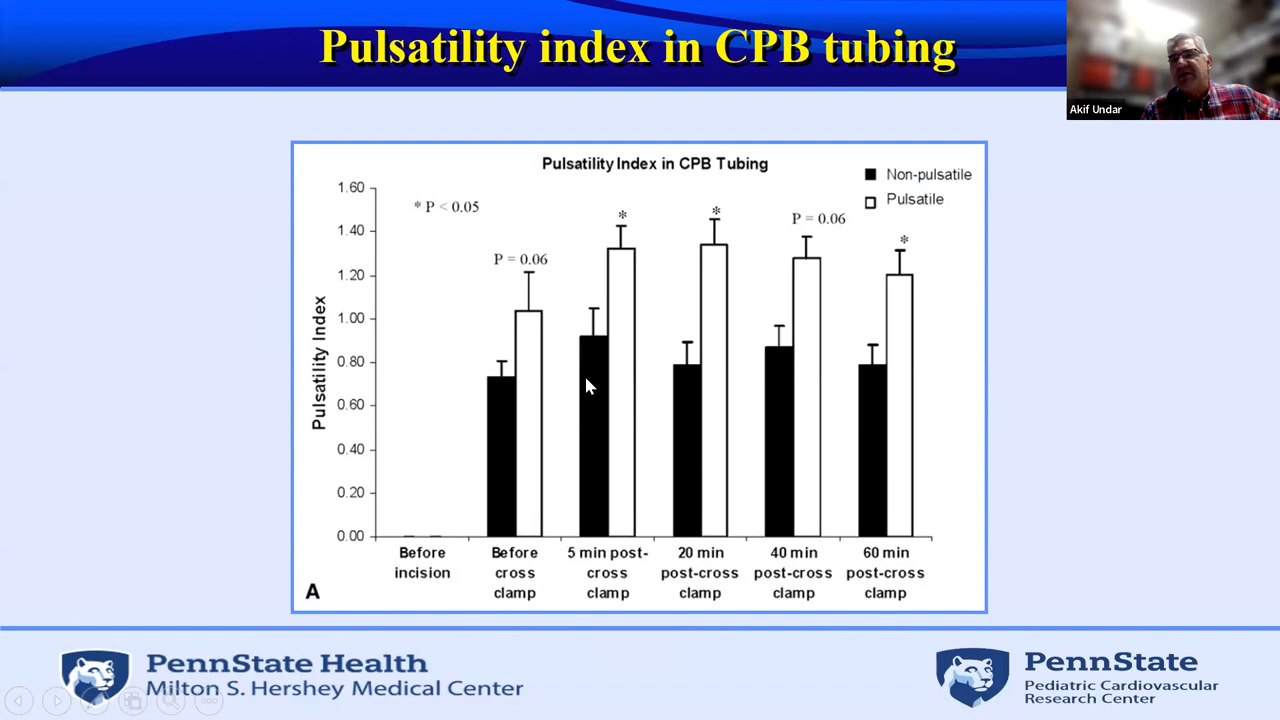 Pulsatility index in CPB tubing
Akif Undar
Pulsatility Index in CPB Tubing
Non-pulsatile
Pulsatile
* P < 0.05
P = 0.06
*
*
P = 0.06
*
Pulsatility Index
1.60
1.40
1.20
1.00
0.80
0.60
0.40
0.20
0.00
Before incision
Before cross clamp
5 min post-cross clamp
20 min post-cross clamp
40 min post-cross clamp
60 min post-cross clamp
A
PennState Health
Milton S. Hershey Medical Center
PennState
Pediatric Cardiovascular
Research Center